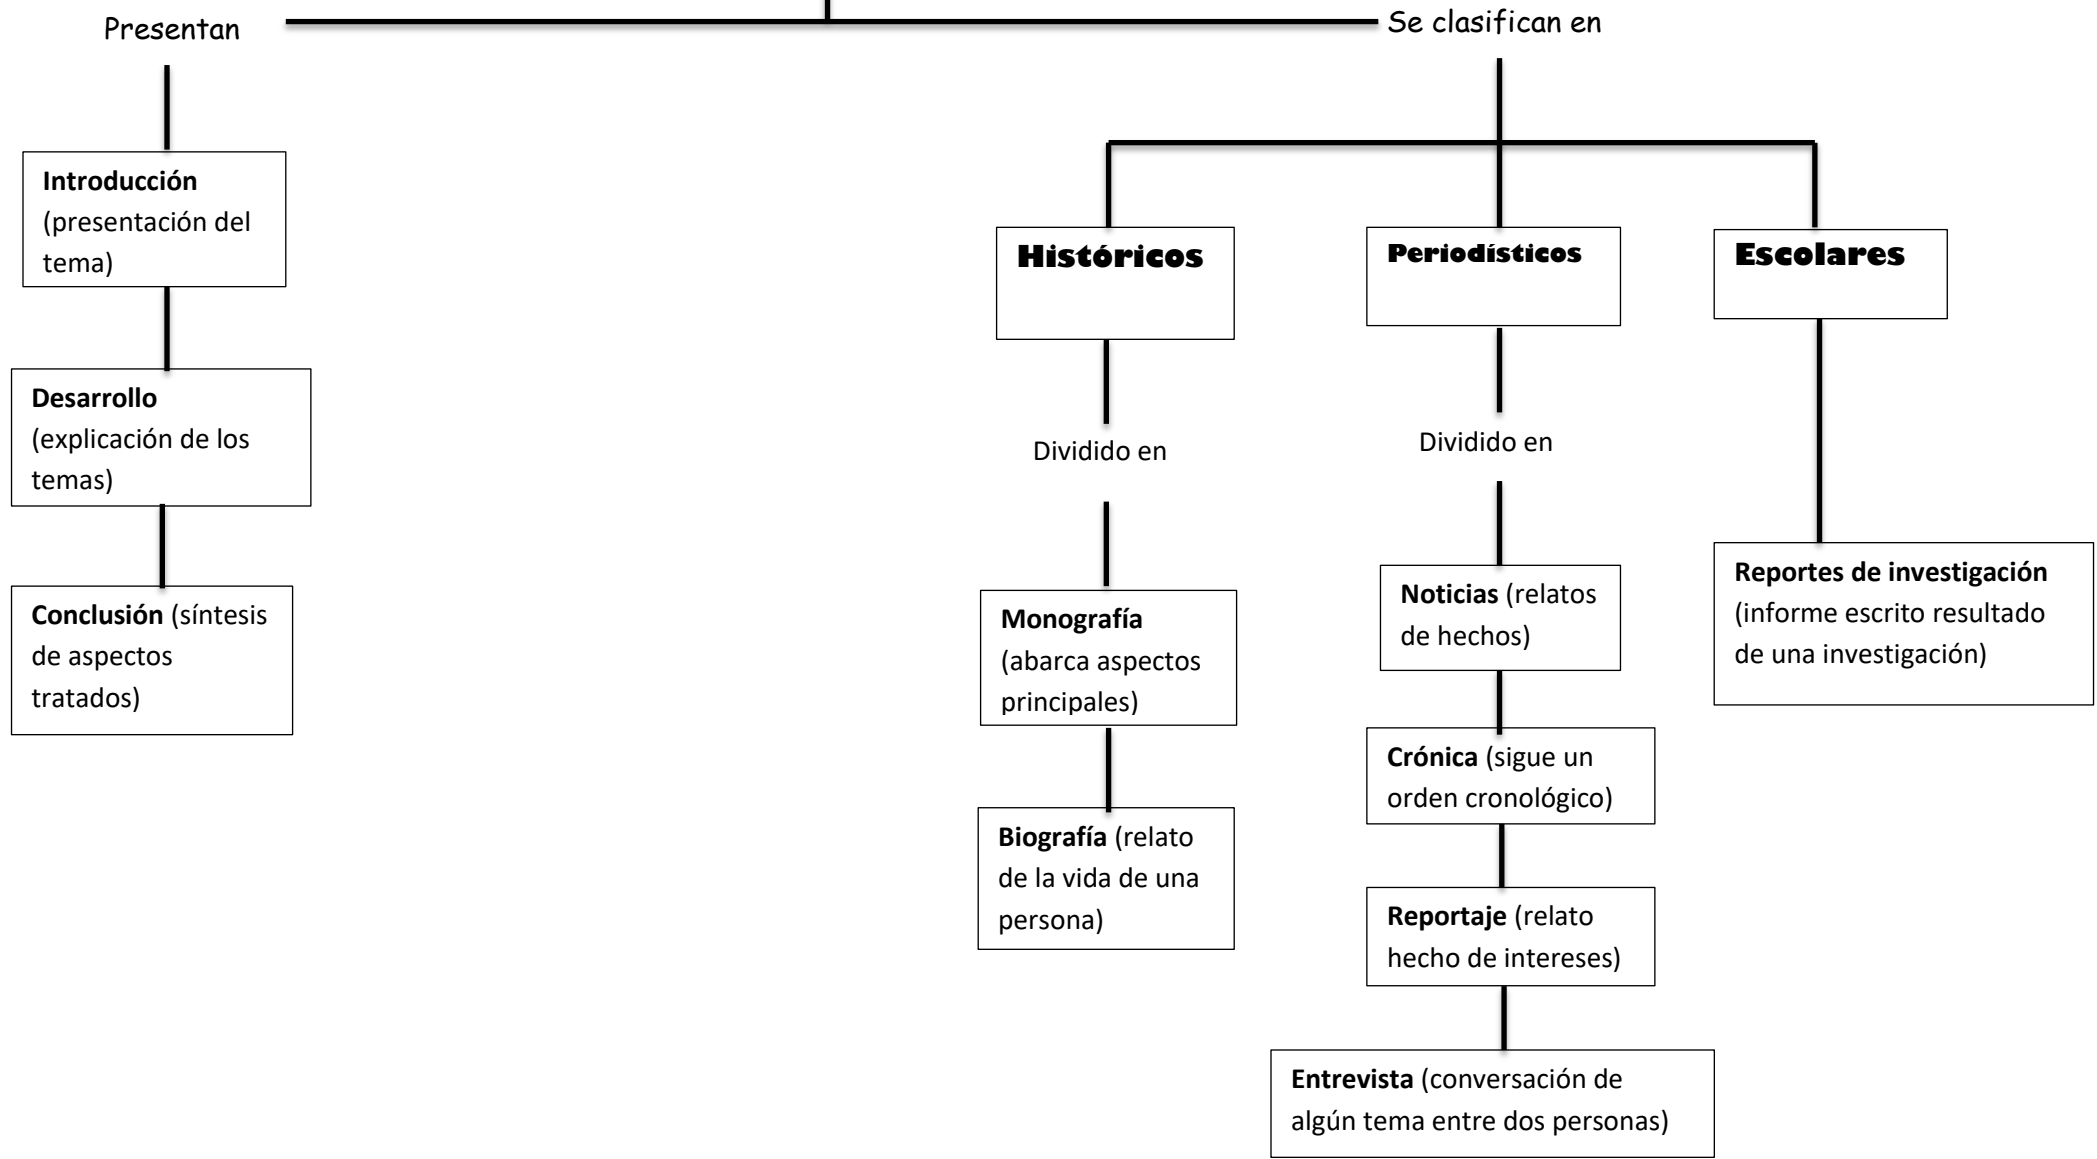 Presentan
Se clasifican en
Introducción
(presentación del
tema)
Desarrollo
(explicación de los
temas)
Conclusión (síntesis
de aspectos
tratados)
Históricos
Dividido en
Monografía
(abarca aspectos
principales)
Biografía (relato
de la vida de una
persona)
Periodísticos
Dividido en
Noticias (relatos
de hechos)
Crónica (sigue un
orden cronológico)
Reportaje (relato
hecho de intereses)
Entrevista (conversación de
algún tema entre dos personas)
Escolares
Reportes de investigación
(informe escrito resultado
de una investigación)